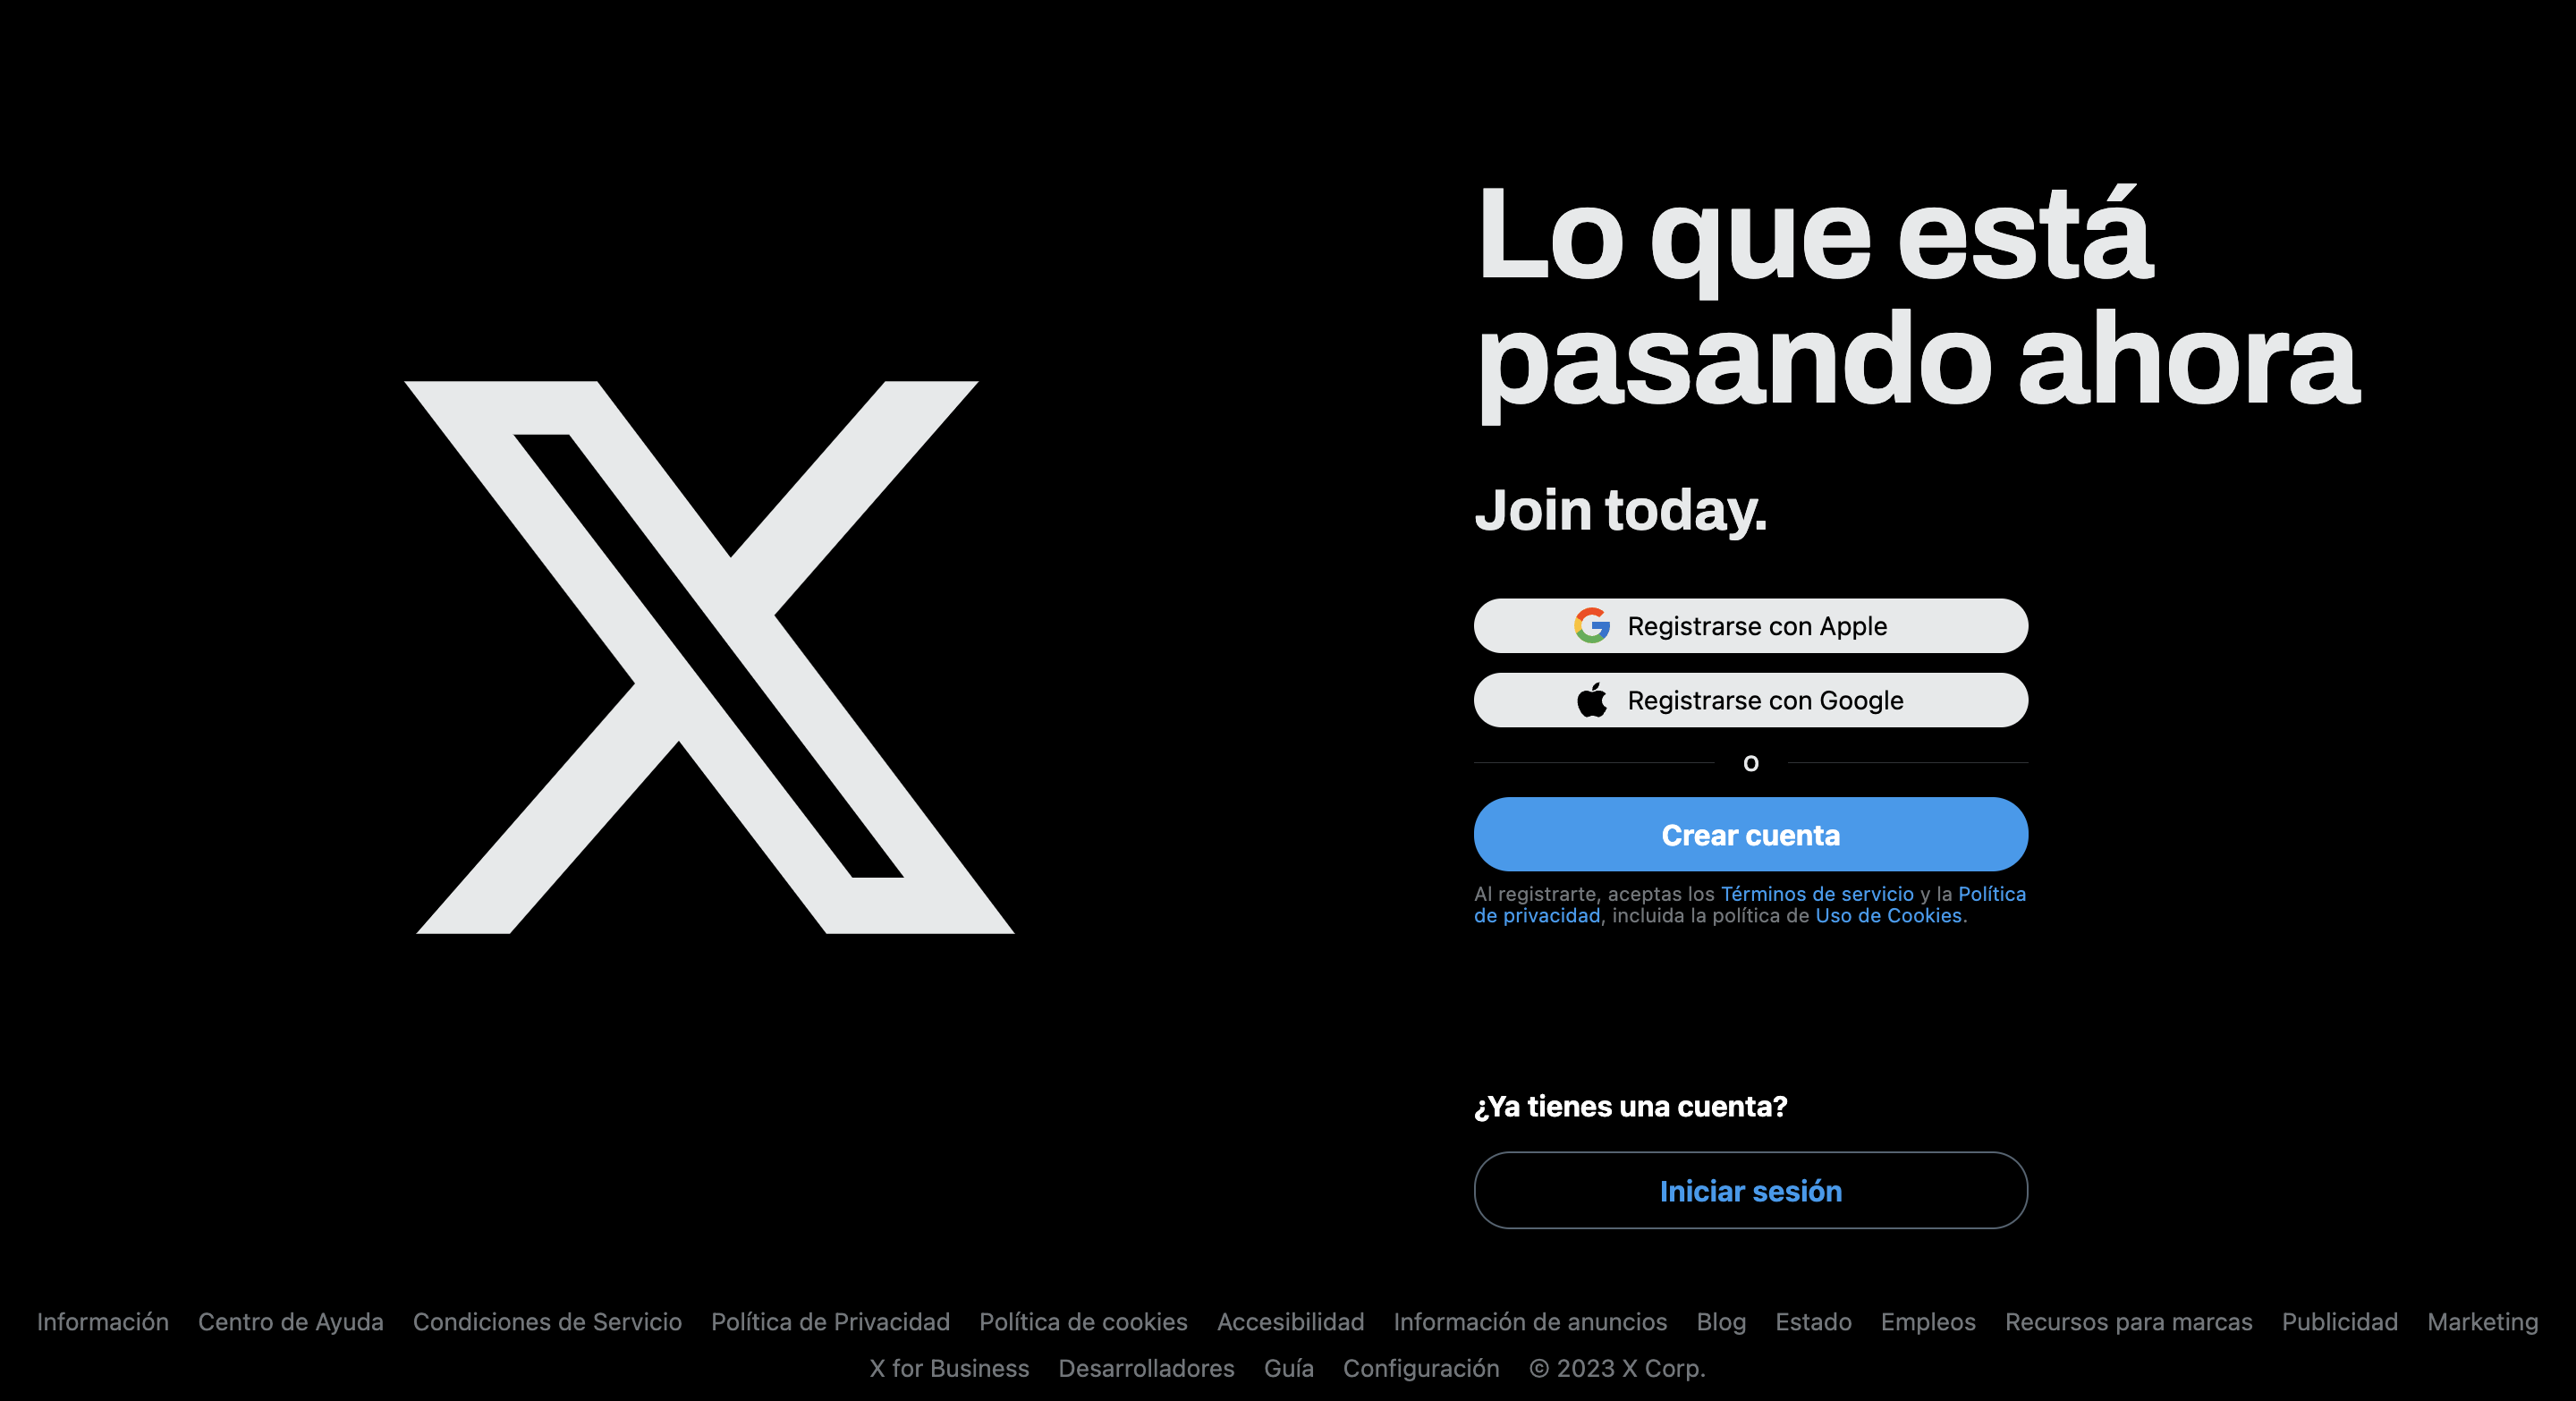 Lo que está
pasando ahora
Join today.
Registrarse con Apple
Registrarse con Google
o
Crear cuenta
Al registrarte, aceptas los Términos de servicio y la Política
de privacidad, incluida la política de Uso de Cookies.
¿Ya tienes una cuenta?
Iniciar sesión
Información Centro de Ayuda Condiciones de Servicio Política de Privacidad Política de cookies Accesibilidad Información de anuncios Blog Estado Empleos Recursos para marcas Publicidad Marketing
X for Business Desarrolladores Guía Configuración © 2023 X Corp.